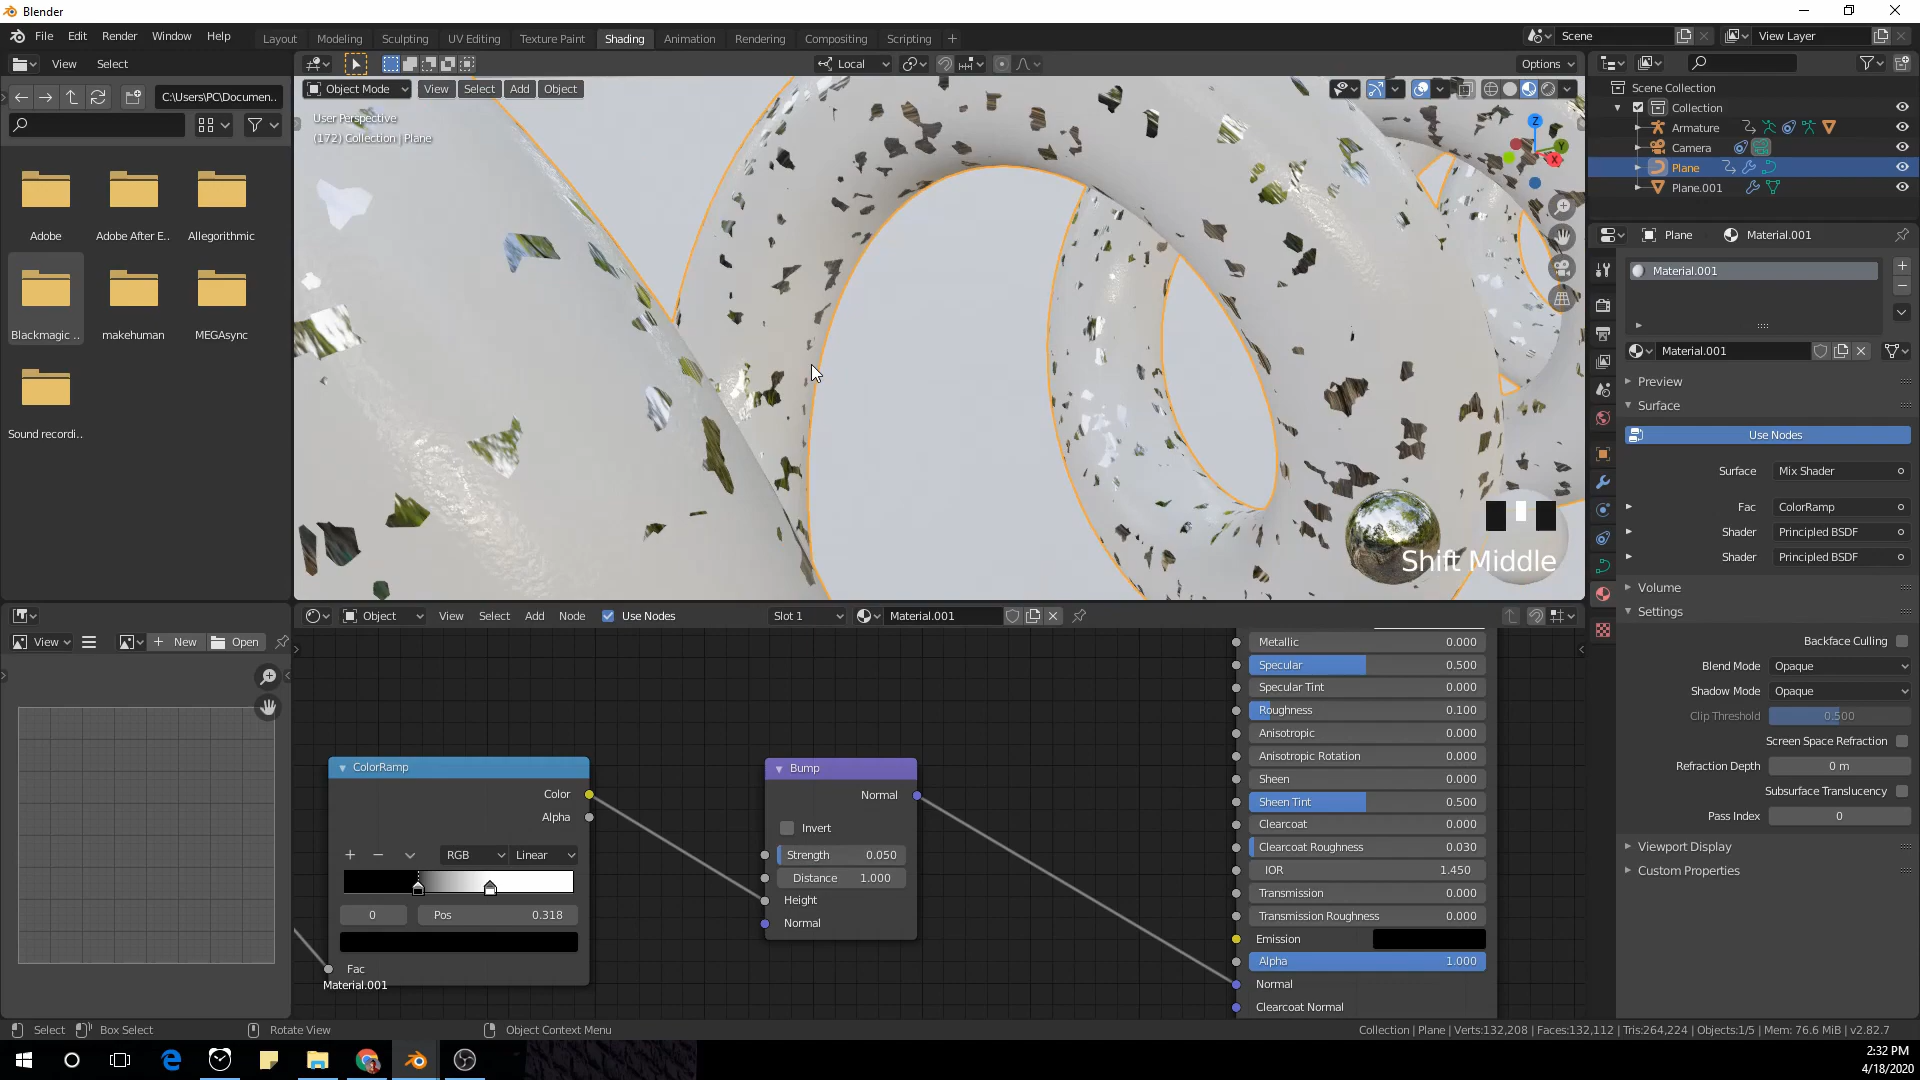 Blender
File Edit Render Window Help
Layout Modeling Sculpting UV Editing Texture Paint Shading Animation Rendering Compositing Scripting
Scene
View Layer
View Select
Local
Options
C:\Users\PC\Documen..
Object Mode View Select Add Object
User Perspective
(172) Collection | Plane
Z
Y
X
Scene Collection
Collection
Armature
Camera
Plane
Plane.001
Adobe
Adobe After E..
Allegorithmic
Blackmagic ..
makehuman
MEGAsync
Sound recordi..
Shift Middle
Plane
Material.001
Material.001
Material.001
Preview
Surface
Use Nodes
Surface Mix Shader
Fac ColorRamp
Shader Principled BSDF
Shader Principled BSDF
Volume
Settings
Backface Culling
Blend Mode Opaque
Shadow Mode Opaque
Clip Threshold 0.500
Screen Space Refraction
Refraction Depth 0 m
Subsurface Translucency
Pass Index 0
Viewport Display
Custom Properties
View New Open
Object View Select Add Node Use Nodes Slot 1 Material.001
ColorRamp
Color
Alpha
RGB Linear
0 Pos 0.318
Fac
Material.001
Bump
Normal
Invert
Strength 0.050
Distance 1.000
Height
Normal
Metallic 0.000
Specular 0.500
Specular Tint 0.000
Roughness 0.100
Anisotropic 0.000
Anisotropic Rotation 0.000
Sheen 0.000
Sheen Tint 0.500
Clearcoat 0.000
Clearcoat Roughness 0.030
IOR 1.450
Transmission 0.000
Transmission Roughness 0.000
Emission
Alpha 1.000
Normal
Clearcoat Normal
Select Box Select Rotate View Object Context Menu
Collection | Plane | Verts:132,208 | Faces:132,112 | Tris:264,224 | Objects:1/5 | Mem: 76.6 MiB | v2.82.7
2:32 PM
4/18/2020